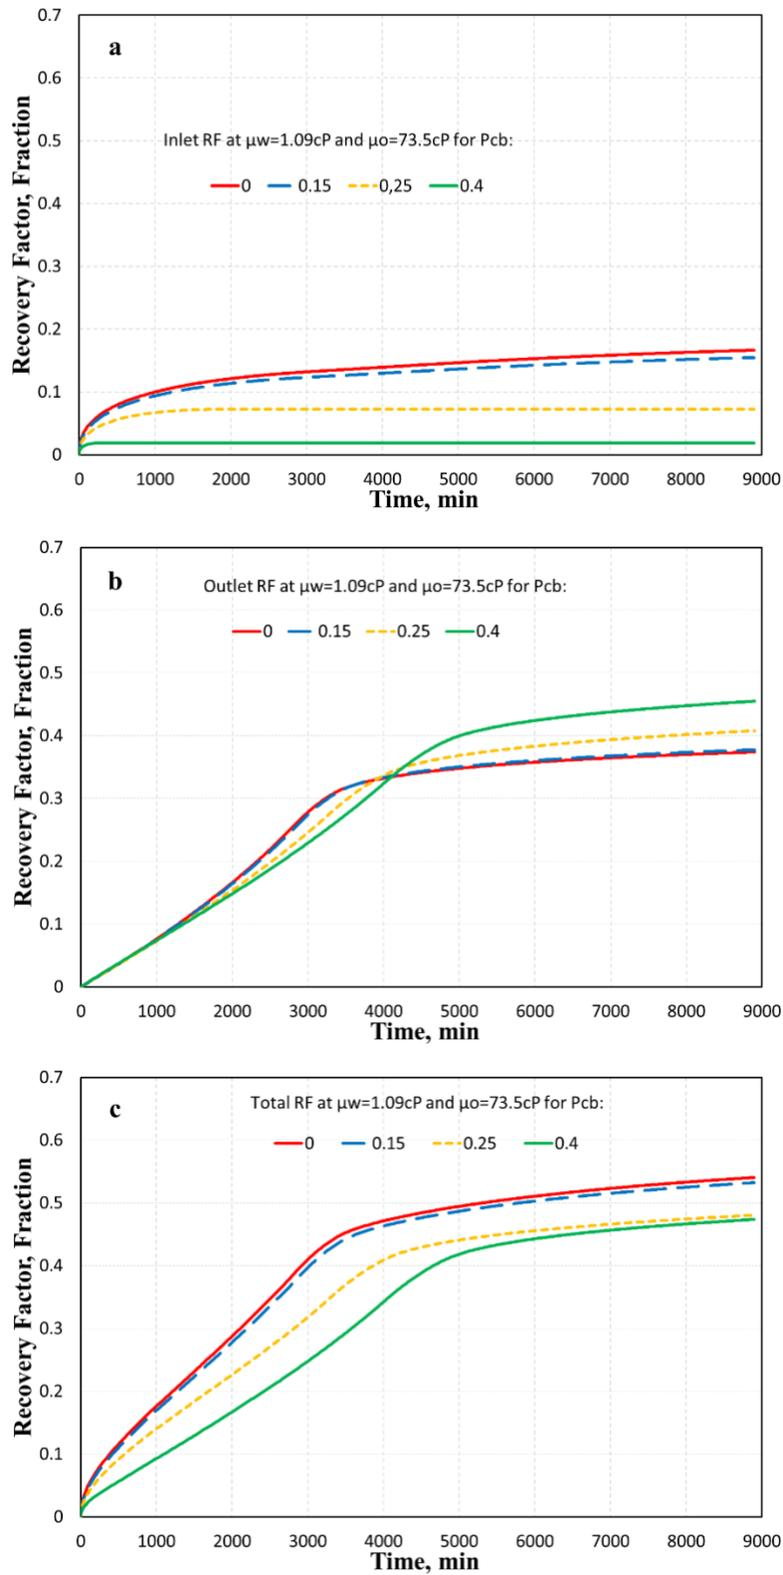 a
Inlet RF at μw=1.09cP and μo=73.5cP for Pcb:
0 0.15 0,25 0.4
Recovery Factor, Fraction
0.7
0.6
0.5
0.4
0.3
0.2
0.1
0
0 1000 2000 3000 4000 5000 6000 7000 8000 9000
Time, min
b
Outlet RF at μw=1.09cP and μo=73.5cP for Pcb:
0 0.15 0.25 0.4
Recovery Factor, Fraction
0.7
0.6
0.5
0.4
0.3
0.2
0.1
0
0 1000 2000 3000 4000 5000 6000 7000 8000 9000
Time, min
c
Total RF at μw=1.09cP and μo=73.5cP for Pcb:
0 0.15 0.25 0.4
Recovery Factor, Fraction
0.7
0.6
0.5
0.4
0.3
0.2
0.1
0
0 1000 2000 3000 4000 5000 6000 7000 8000 9000
Time, min